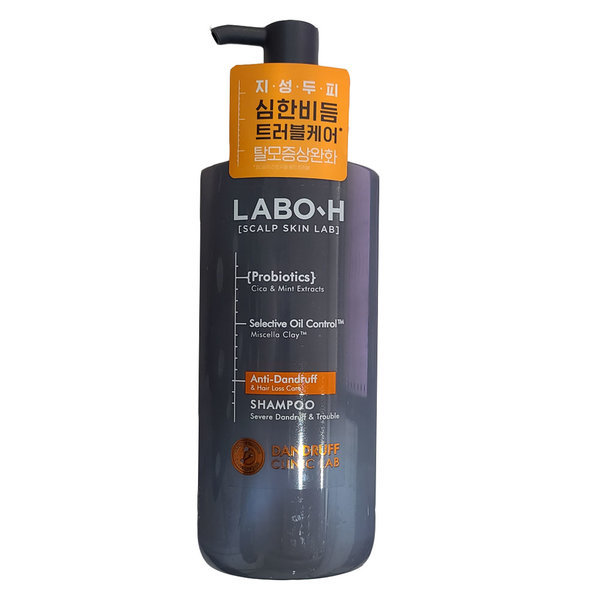 지·성·두·피
심한비듬
트러블케어*
탈모증상완화
LABO-H
[SCALP SKIN LAB]
{Probiotics}
Cica & Mint Extracts
Selective Oil Control™
Miscella Clay™
Anti-Dandruff
& Hair Loss Care
SHAMPOO
Severe Dandruff & Trouble
DANDRUFF
CLINIC LAB